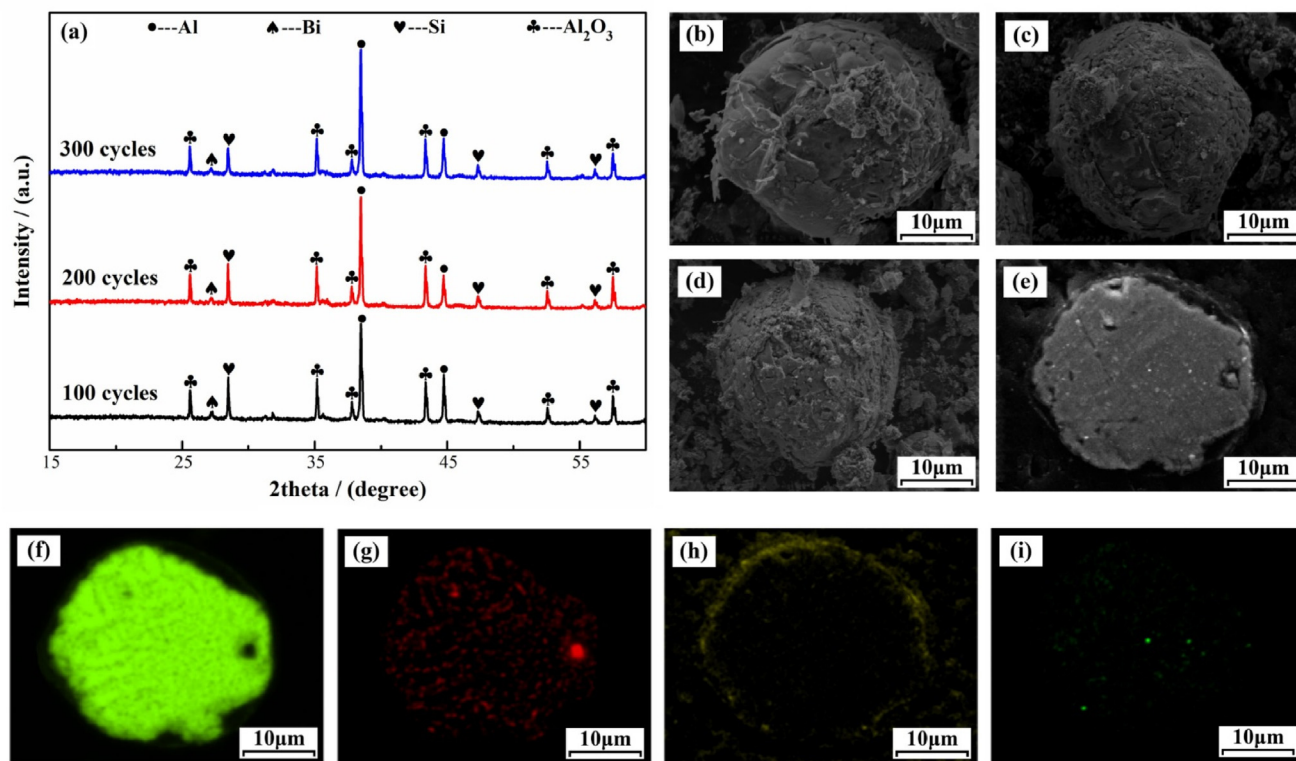 (a) ●---Al ♠---Bi ♥---Si ♣---Al₂O₃
300 cycles
200 cycles
100 cycles
Intensity / (a.u.)
15 25 35 45 55
2theta / (degree)
(b)
10μm
(c)
10μm
(d)
10μm
(e)
10μm
(f)
10μm
(g)
10μm
(h)
10μm
(i)
10μm